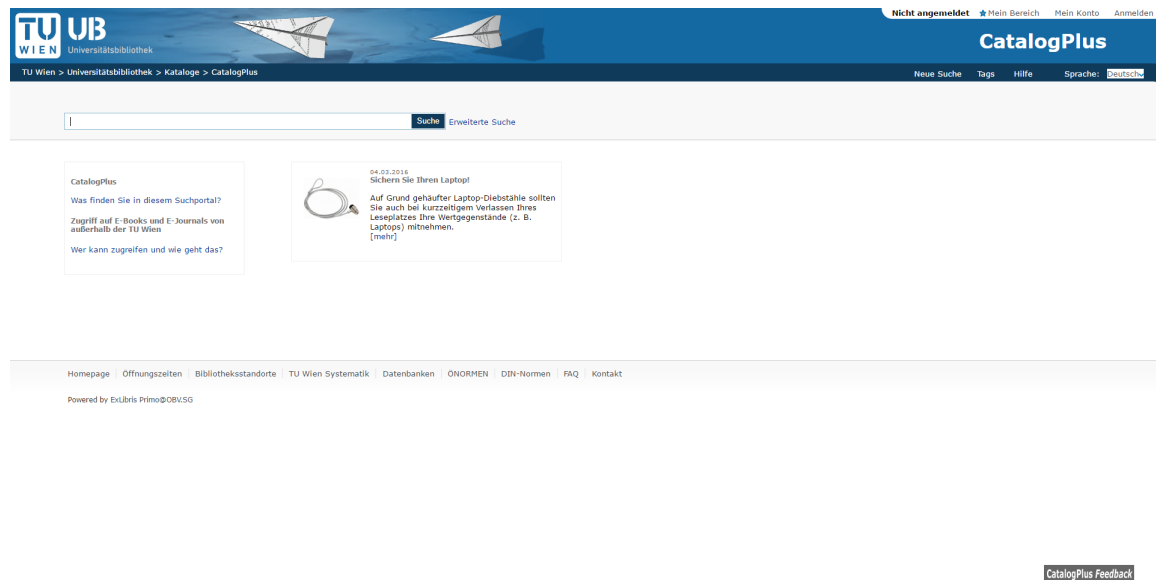 Nicht angemeldet Mein Bereich Mein Konto Anmelden
TU UB
WIEN Universitätsbibliothek
CatalogPlus
TU Wien > Universitätsbibliothek > Kataloge > CatalogPlus
Neue Suche Tags Hilfe Sprache: Deutsch
Suche Erweiterte Suche
CatalogPlus
Was finden Sie in diesem Suchportal?
Zugriff auf E-Books und E-Journals von
außerhalb der TU Wien
Wer kann zugreifen und wie geht das?
04.03.2016
Sichern Sie Ihren Laptop!
Auf Grund gehäufter Laptop-Diebstähle sollten
Sie auch bei kurzzeitigem Verlassen Ihres
Leseplatzes Ihre Wertgegenstände (z. B.
Laptops) mitnehmen.
[mehr]
Homepage Öffnungszeiten Bibliotheksstandorte TU Wien Systematik Datenbanken ÖNORMEN DIN-Normen FAQ Kontakt
Powered by ExLibris Primo@OBV.SG
CatalogPlus Feedback